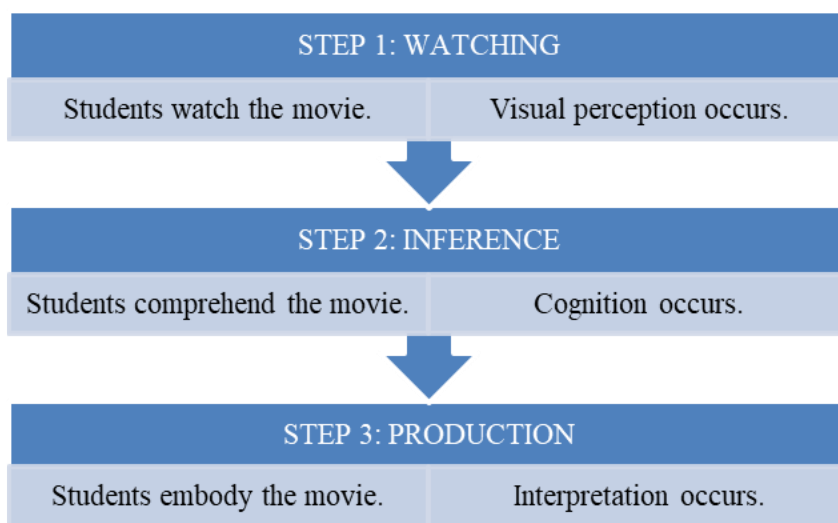 STEP 1: WATCHING
Students watch the movie.
Visual perception occurs.
STEP 2: INFERENCE
Students comprehend the movie.
Cognition occurs.
STEP 3: PRODUCTION
Students embody the movie.
Interpretation occurs.